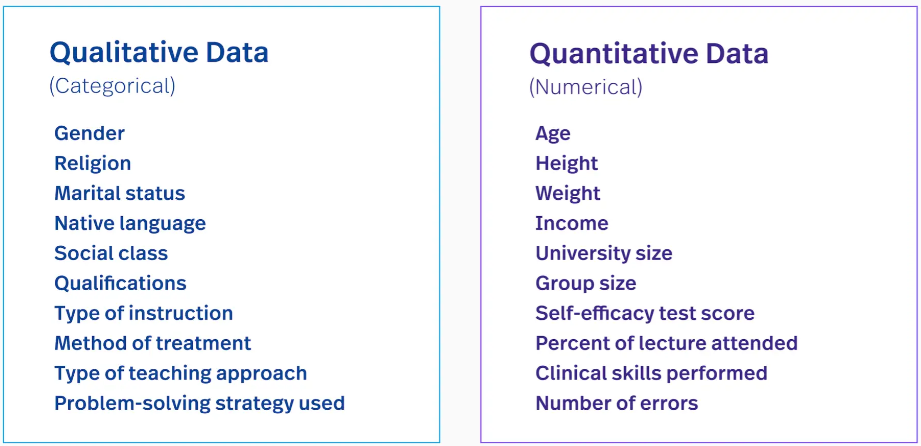 Qualitative Data
(Categorical)
Gender
Religion
Marital status
Native language
Social class
Qualifications
Type of instruction
Method of treatment
Type of teaching approach
Problem-solving strategy used
Quantitative Data
(Numerical)
Age
Height
Weight
Income
University size
Group size
Self-efficacy test score
Percent of lecture attended
Clinical skills performed
Number of errors